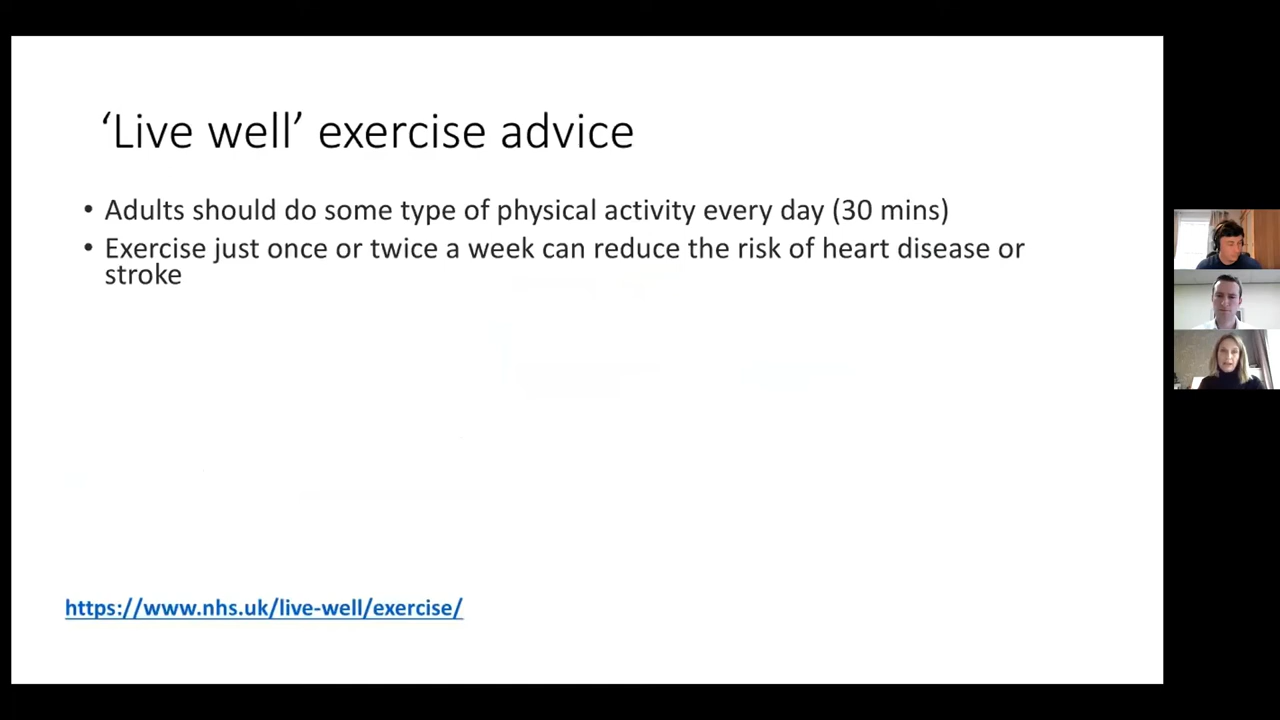 ‘Live well’ exercise advice
• Adults should do some type of physical activity every day (30 mins)
• Exercise just once or twice a week can reduce the risk of heart disease or
stroke
https://www.nhs.uk/live-well/exercise/